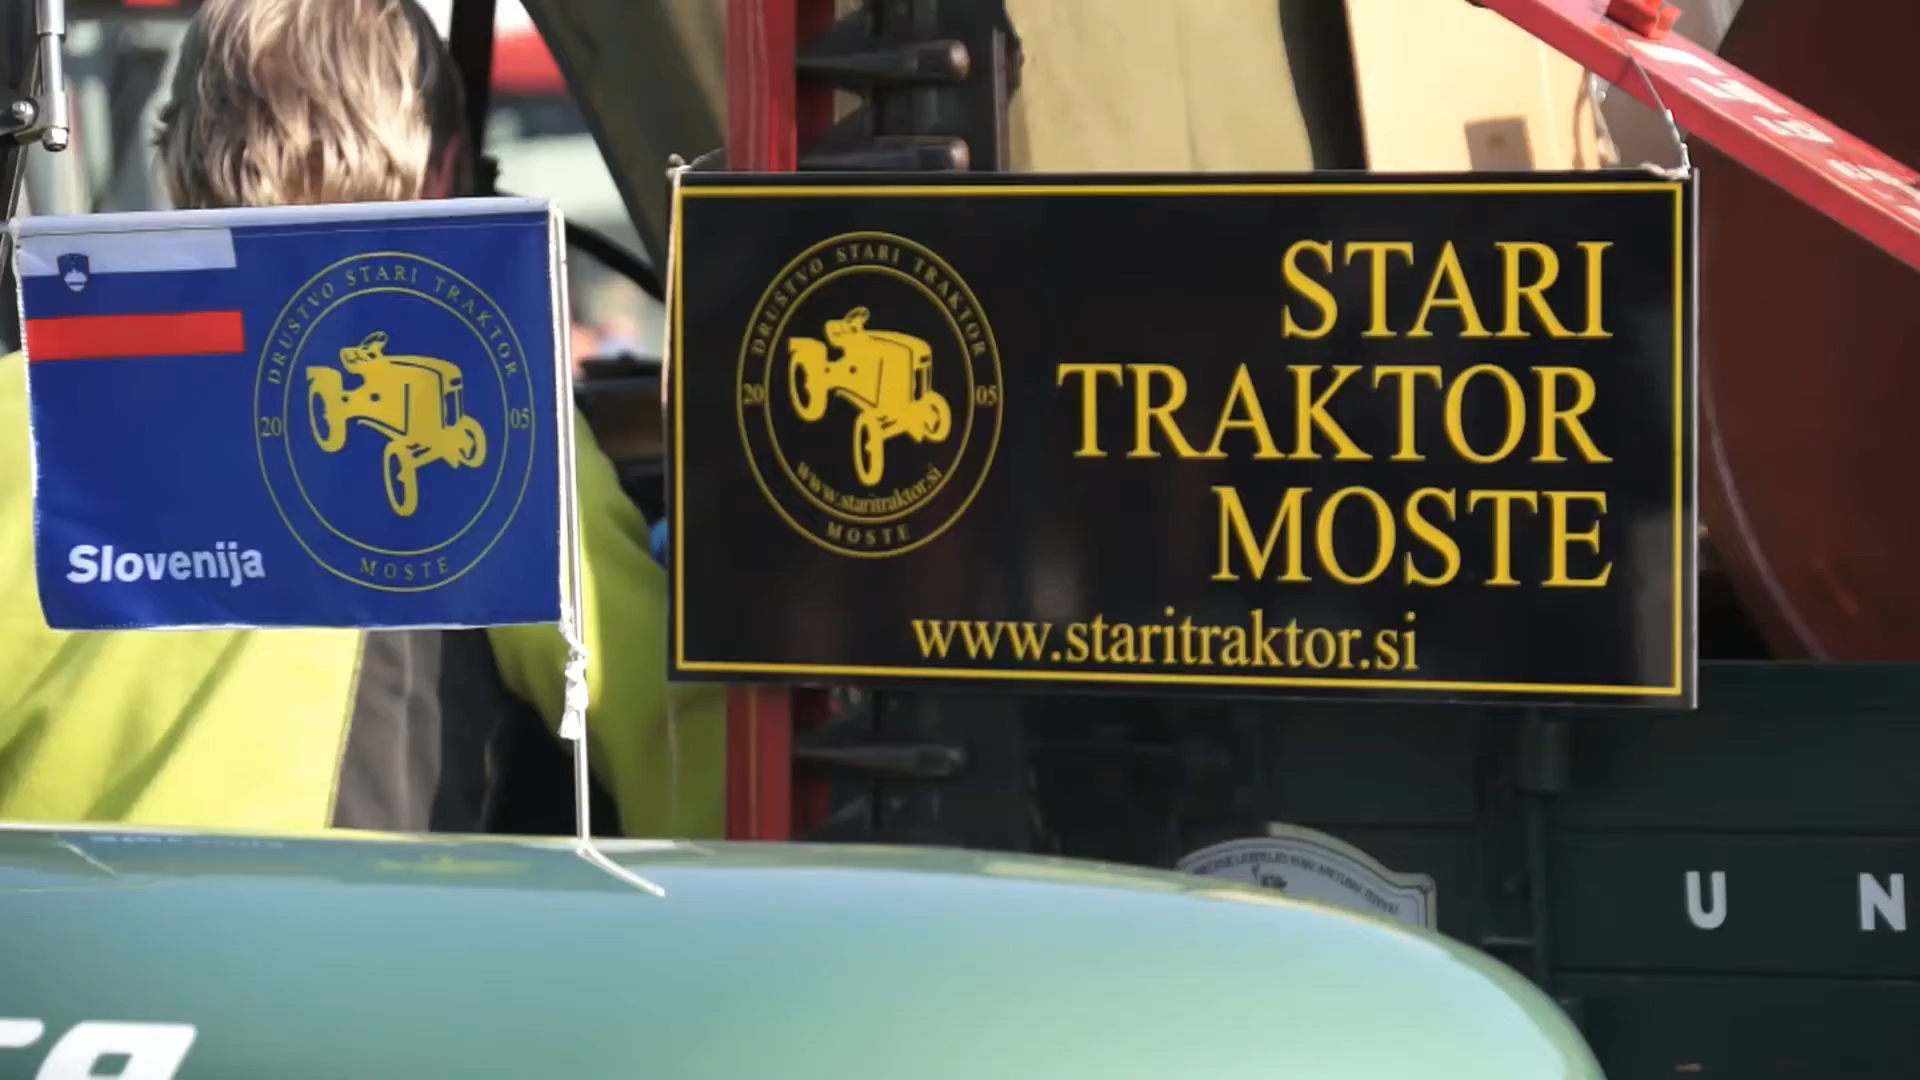 DRUŠTVO STARI TRAKTOR
20 05
MOSTE
Slovenija
DRUŠTVO STARI TRAKTOR
20 05
www.staritraktor.si
MOSTE
STARI
TRAKTOR
MOSTE
www.staritraktor.si
U N